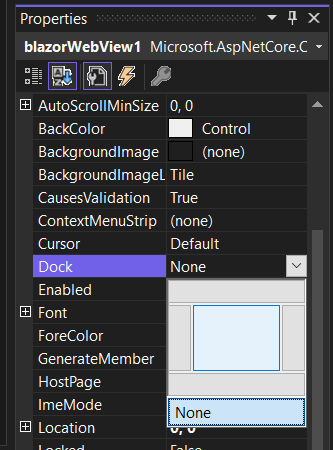 Properties
blazorWebView1 Microsoft.AspNetCore.C
AutoScrollMinSize 0, 0
BackColor Control
BackgroundImage (none)
BackgroundImageL Tile
CausesValidation True
ContextMenuStrip (none)
Cursor Default
Dock None
Enabled
Font
ForeColor
GenerateMember
HostPage
ImeMode None
Location 0, 0
Locked False